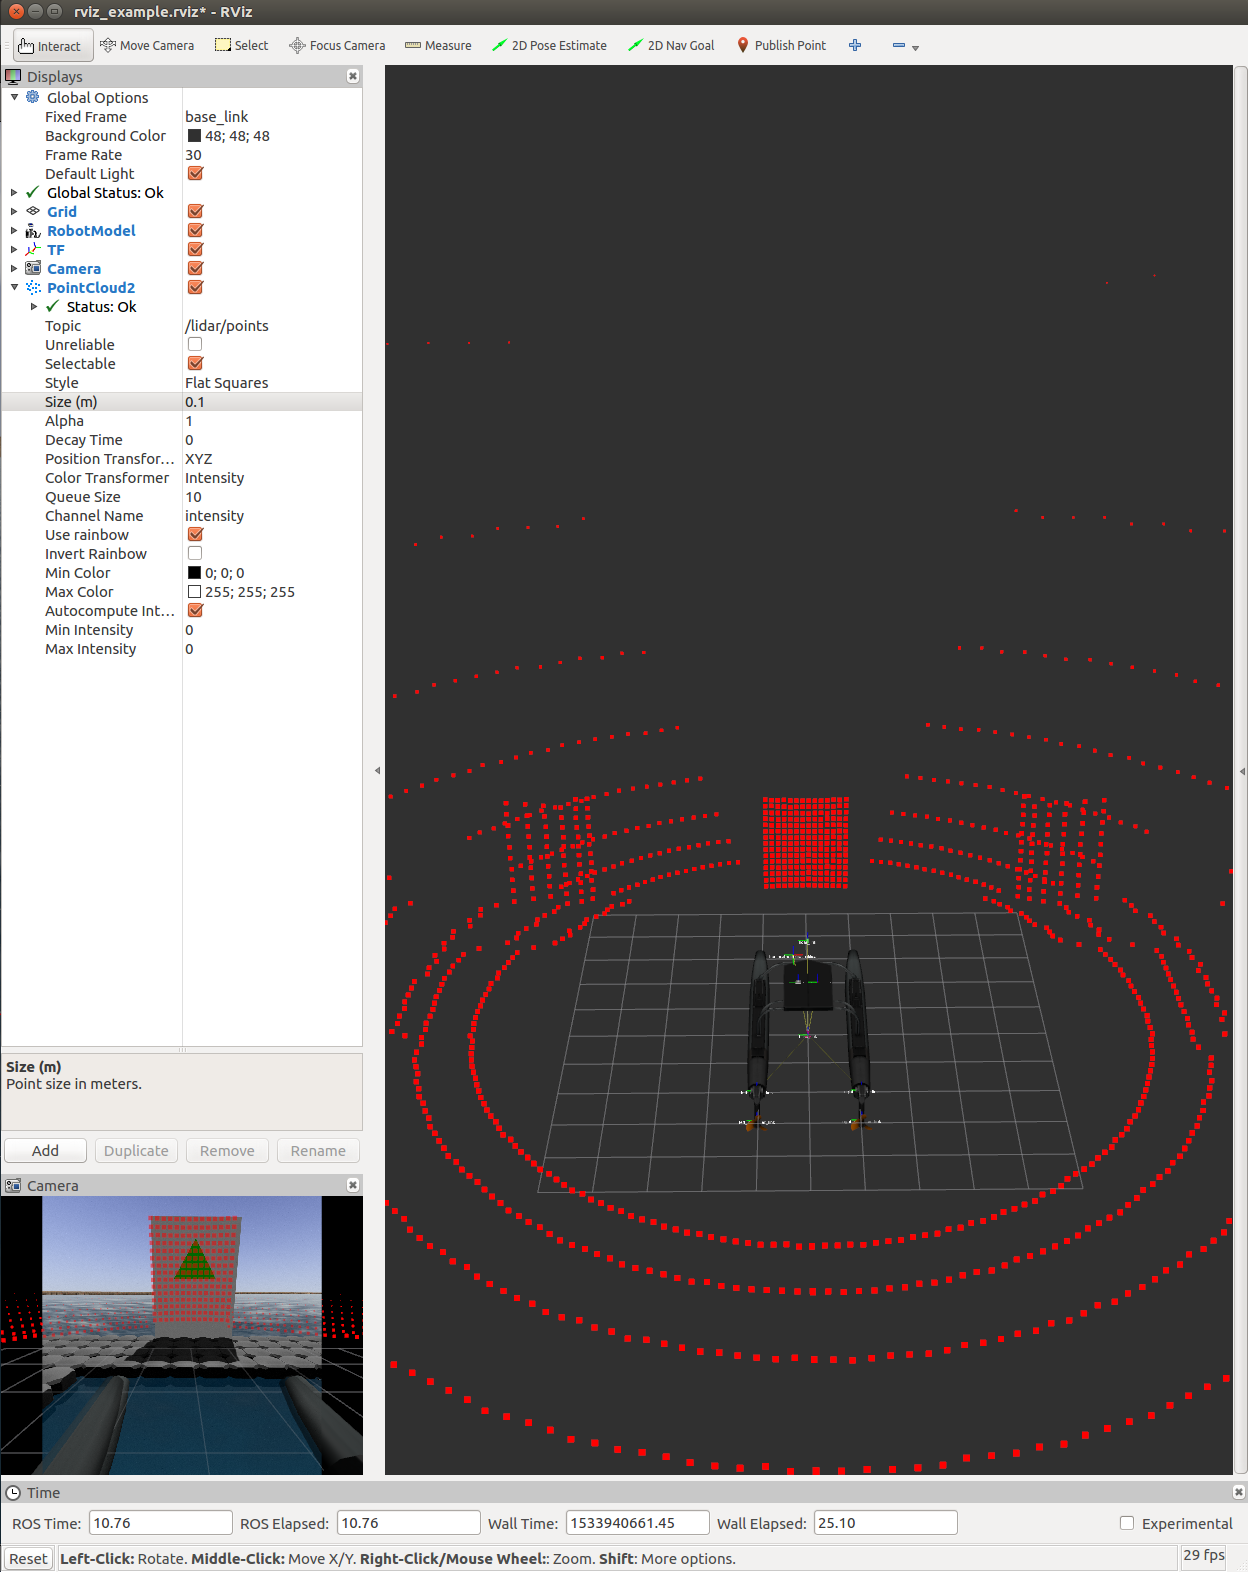 rviz_example.rviz* - RViz
Interact Move Camera Select Focus Camera Measure 2D Pose Estimate 2D Nav Goal Publish Point
Displays
Global Options
Fixed Frame base_link
Background Color 48; 48; 48
Frame Rate 30
Default Light
Global Status: Ok
Grid
RobotModel
TF
Camera
PointCloud2
Status: Ok
Topic /lidar/points
Unreliable
Selectable
Style Flat Squares
Size (m) 0.1
Alpha 1
Decay Time 0
Position Transfor... XYZ
Color Transformer Intensity
Queue Size 10
Channel Name intensity
Use rainbow
Invert Rainbow
Min Color 0; 0; 0
Max Color 255; 255; 255
Autocompute Int...
Min Intensity 0
Max Intensity 0
Size (m)
Point size in meters.
Add Duplicate Remove Rename
Camera
Time
ROS Time: 10.76 ROS Elapsed: 10.76 Wall Time: 1533940661.45 Wall Elapsed: 25.10 Experimental
Reset Left-Click: Rotate. Middle-Click: Move X/Y. Right-Click/Mouse Wheel:: Zoom. Shift: More options. 29 fps